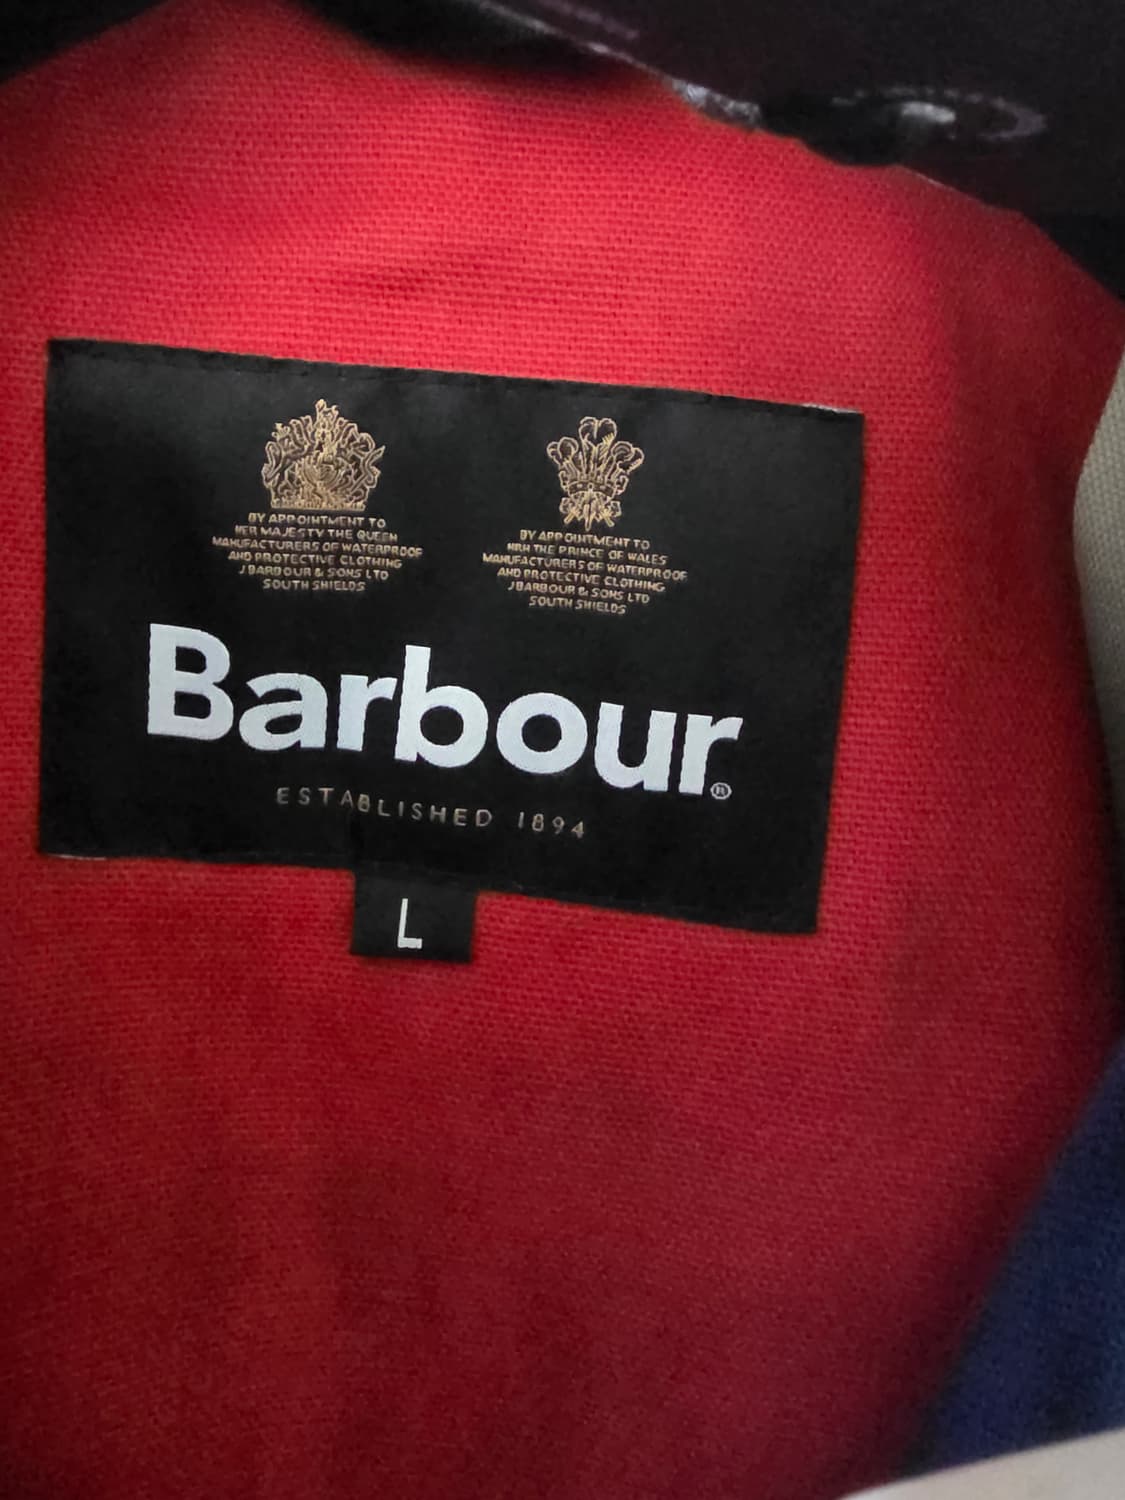 BY APPOINTMENT TO
HER MAJESTY THE QUEEN
MANUFACTURERS OF WATERPROOF
AND PROTECTIVE CLOTHING
J BARBOUR & SONS LTD
SOUTH SHIELDS
BY APPOINTMENT TO
HRH THE PRINCE OF WALES
MANUFACTURERS OF WATERPROOF
AND PROTECTIVE CLOTHING
J BARBOUR & SONS LTD
SOUTH SHIELDS
Barbour®
ESTABLISHED 1894
L